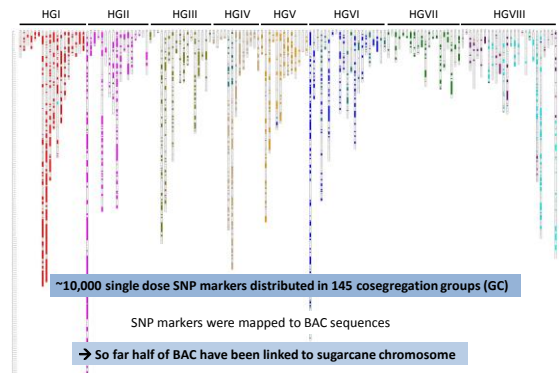 HGI HGII HGIII HGIV HGV HGVI HGVII HGVIII
~10,000 single dose SNP markers distributed in 145 cosegregation groups (GC)
SNP markers were mapped to BAC sequences
→ So far half of BAC have been linked to sugarcane chromosome